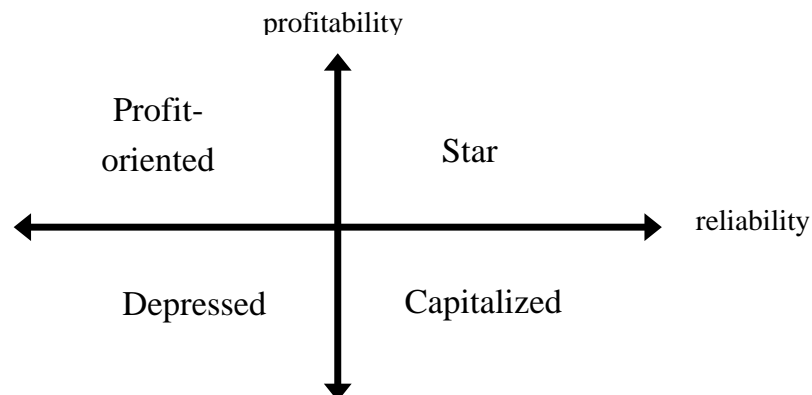 profitability
Profit-
oriented
Star
reliability
Depressed
Capitalized